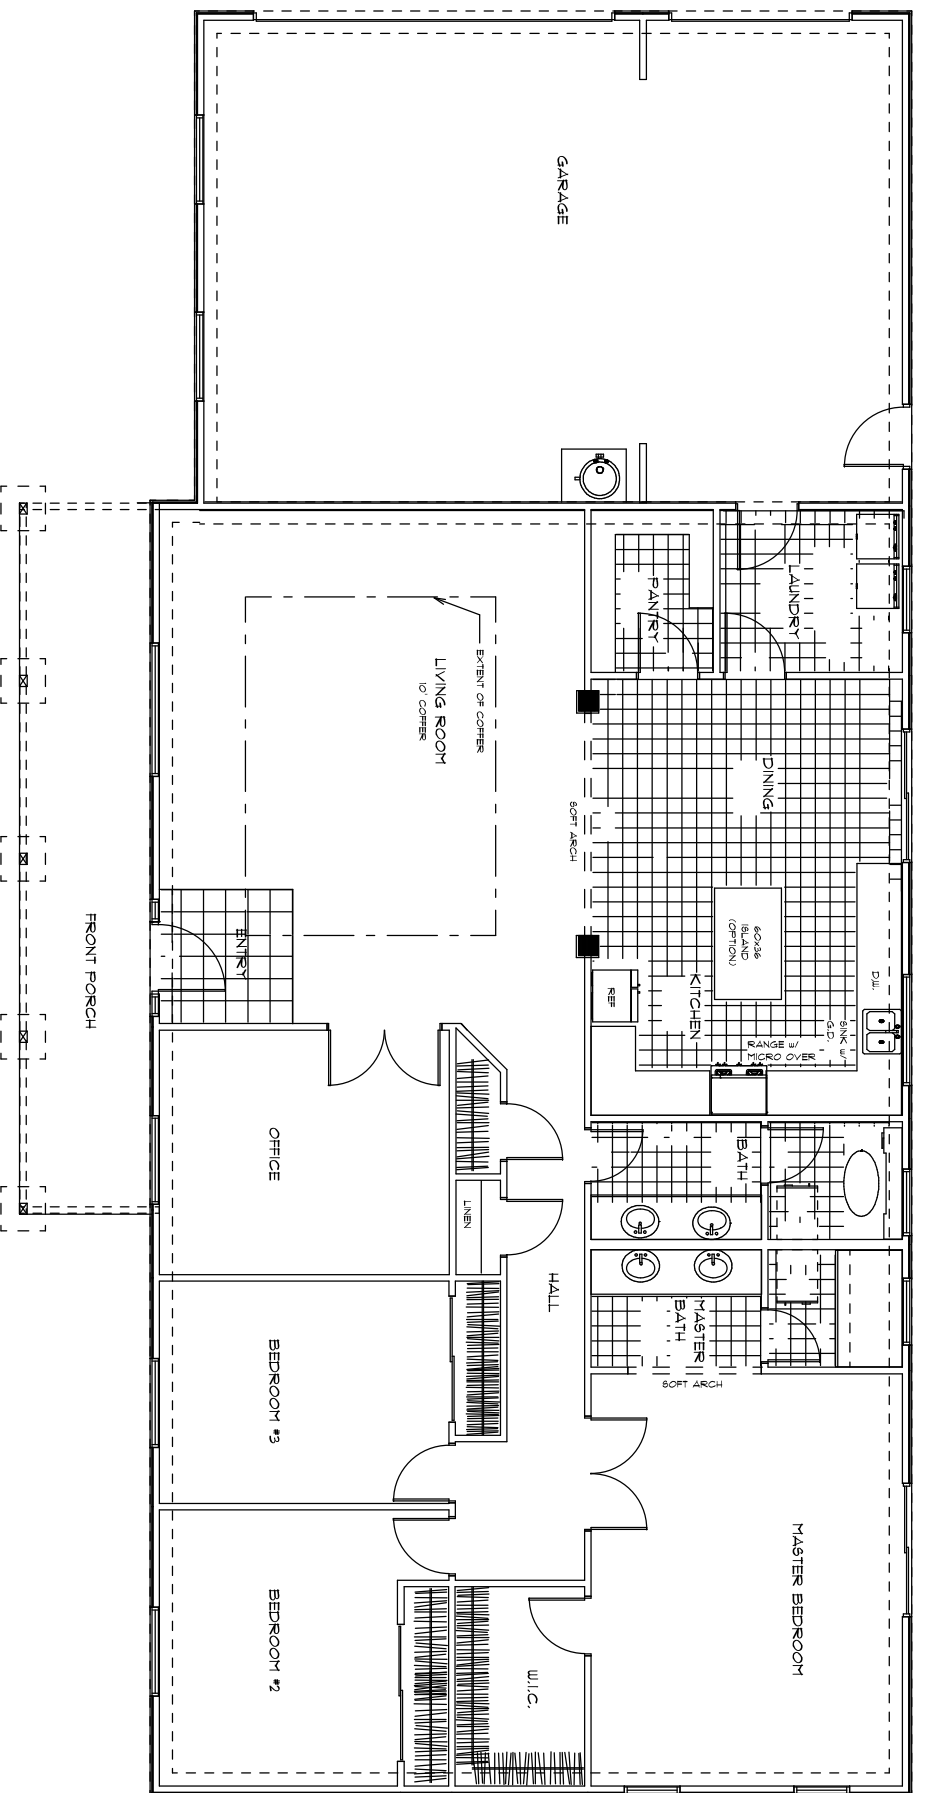 GARAGE
LAUNDRY
PANTRY
EXTENT OF COFFER
LIVING ROOM
10' COFFER
DINING
SOFT ARCH
60x36
ISLAND
(OPTION)
ENTRY
FRONT PORCH
KITCHEN
REF
D.W.
SINK w/
G.D.
RANGE w/
MICRO OVER
OFFICE
BATH
LINEN
HALL
MASTER
BATH
SOFT ARCH
BEDROOM #3
MASTER BEDROOM
BEDROOM #2
W.I.C.